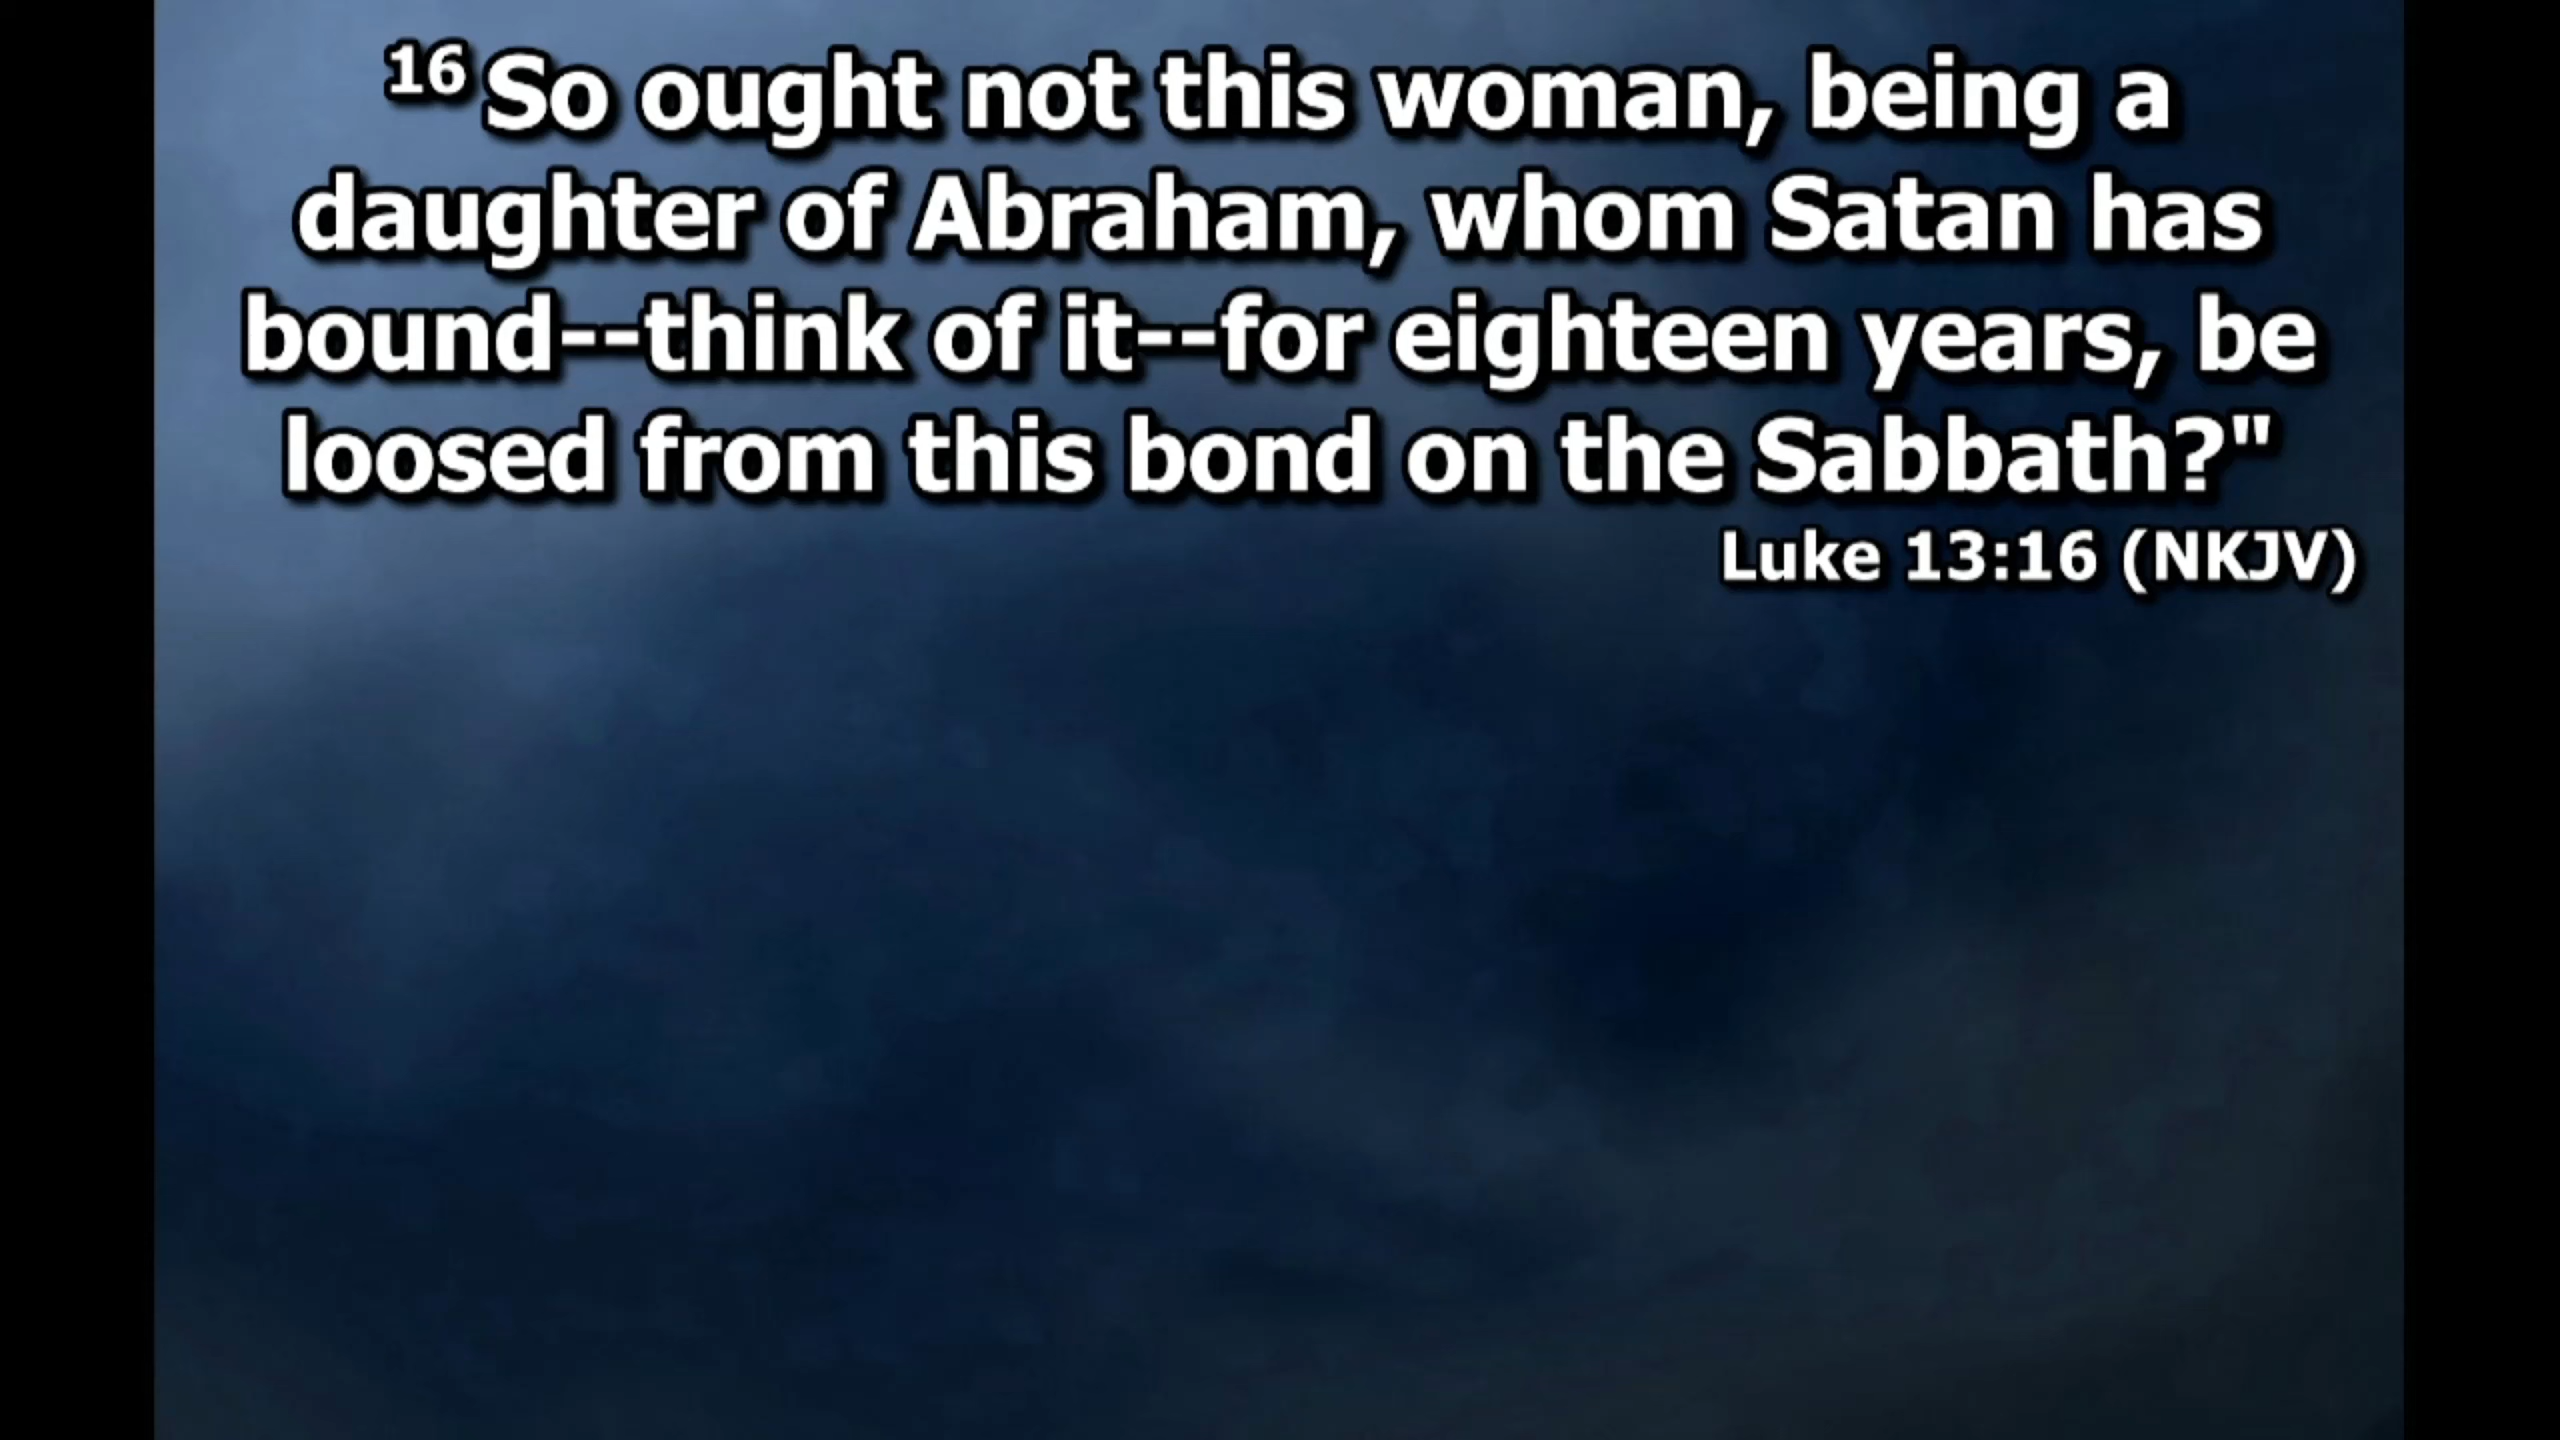 16 So ought not this woman, being a
daughter of Abraham, whom Satan has
bound--think of it--for eighteen years, be
loosed from this bond on the Sabbath?"
Luke 13:16 (NKJV)